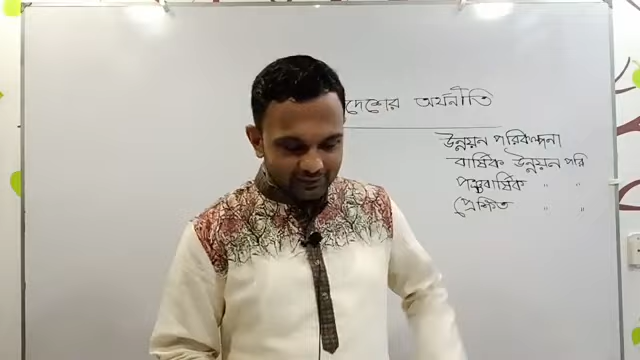 দেশের অর্থনীতি
উন্নয়ন পরিকল্পনা
বার্ষিক উন্নয়ন পরি
পঞ্চবার্ষিক " "
প্রেক্ষিত " "